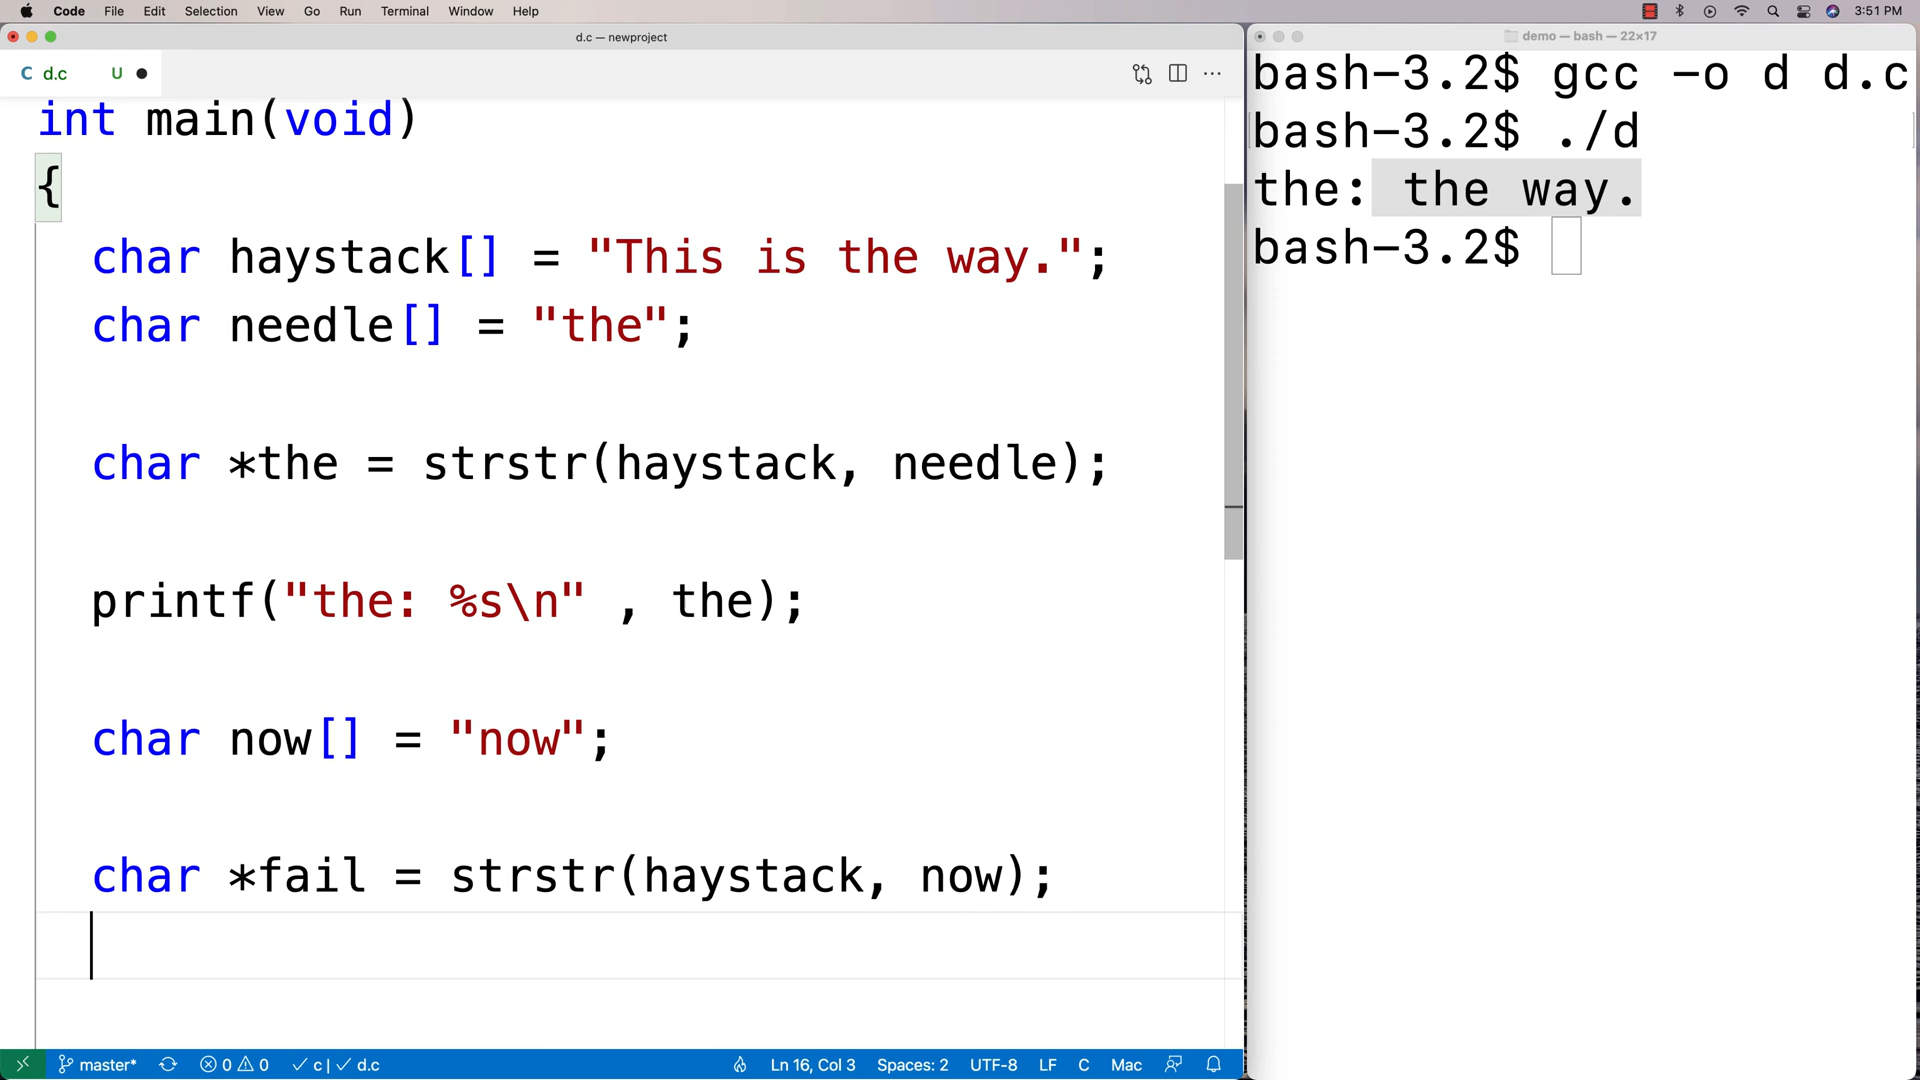 Code File Edit Selection View Go Run Terminal Window Help 3:51 PM
d.c — newproject
C d.c U
int main(void)
{
char haystack[] = "This is the way.";
char needle[] = "the";
char *the = strstr(haystack, needle);
printf("the: %s\n" , the);
char now[] = "now";
char *fail = strstr(haystack, now);
master* 0 0 c | d.c Ln 16, Col 3 Spaces: 2 UTF-8 LF C Mac
demo — bash — 22×17
bash-3.2$ gcc -o d d.c
bash-3.2$ ./d
the: the way.
bash-3.2$